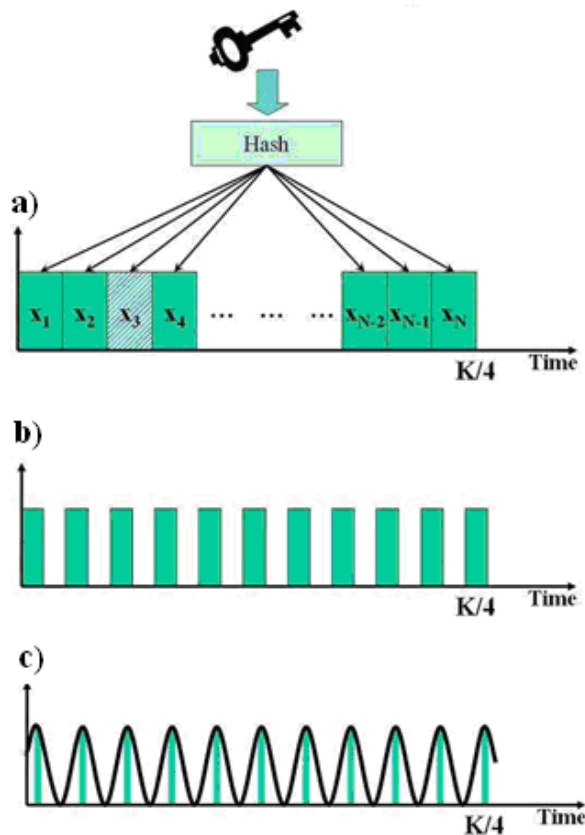 Hash
a)
x1 x2 x3 x4 ... ... ... xN-2 xN-1 xN
K/4 Time
b)
K/4 Time
c)
K/4 Time